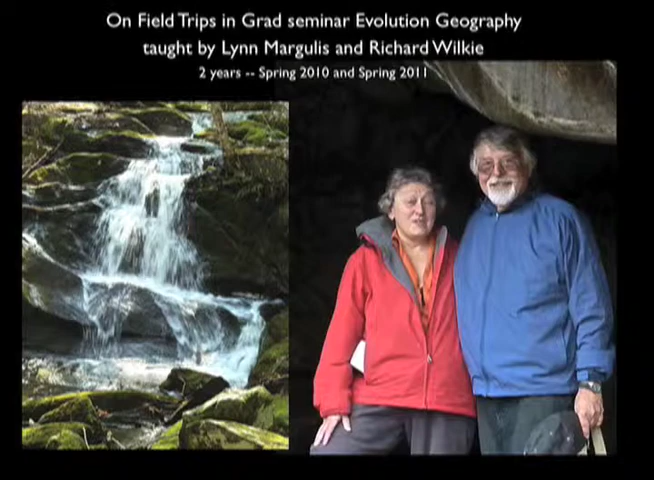 On Field Trips in Grad seminar Evolution Geography
taught by Lynn Margulis and Richard Wilkie
2 years -- Spring 2010 and Spring 2011